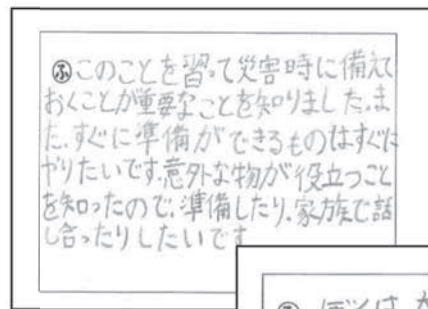 ㋫このことを習って災害時に備えて
おくことが重要なことを知りました。ま
た、すぐに準備ができるものはすぐに
やりたいです。意外な物が役立つこと
を知ったので、準備したり、家族で話
し合ったりしたいです
ぼくは